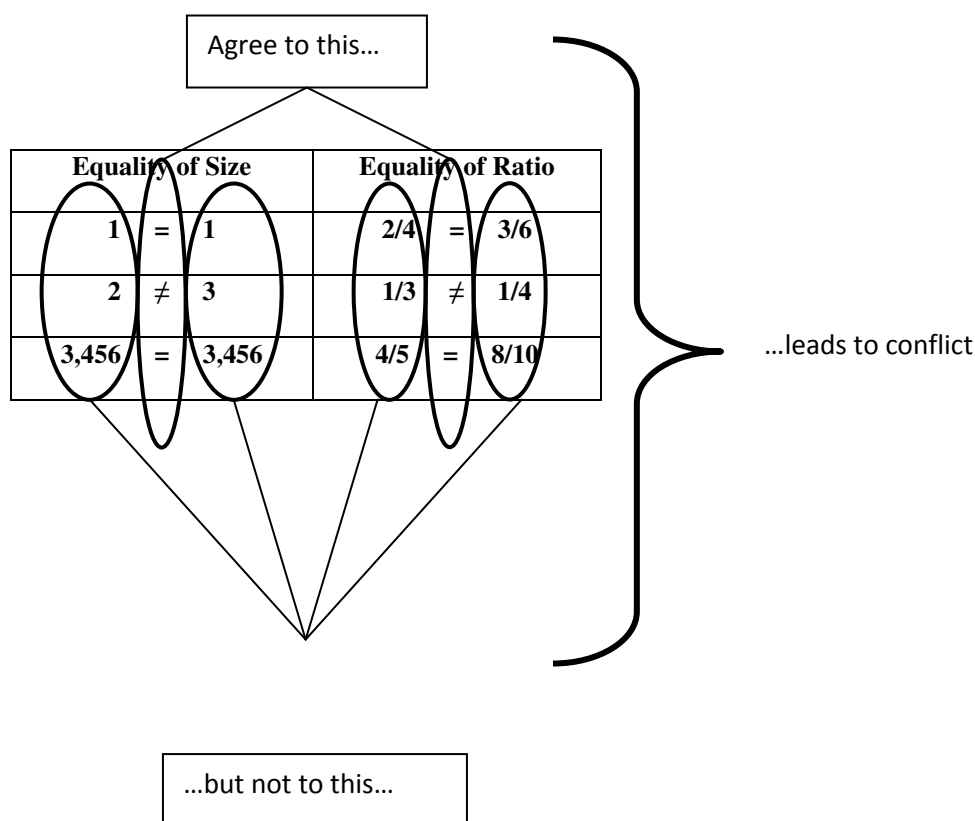 Agree to this…
Equality of Size Equality of Ratio
1 = 1 2/4 = 3/6
2 ≠ 3 1/3 ≠ 1/4
3,456 = 3,456 4/5 = 8/10
…leads to conflict
…but not to this…